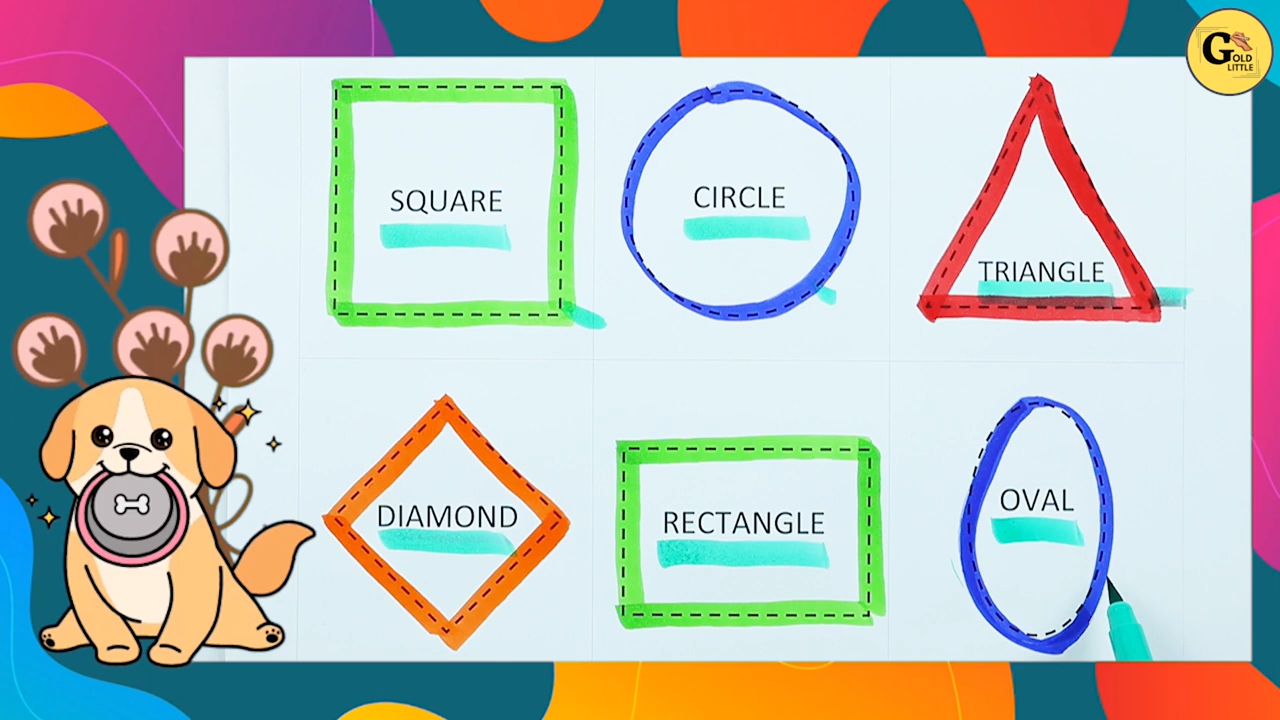 GOLD
LITTLE
SQUARE
CIRCLE
TRIANGLE
DIAMOND
RECTANGLE
OVAL